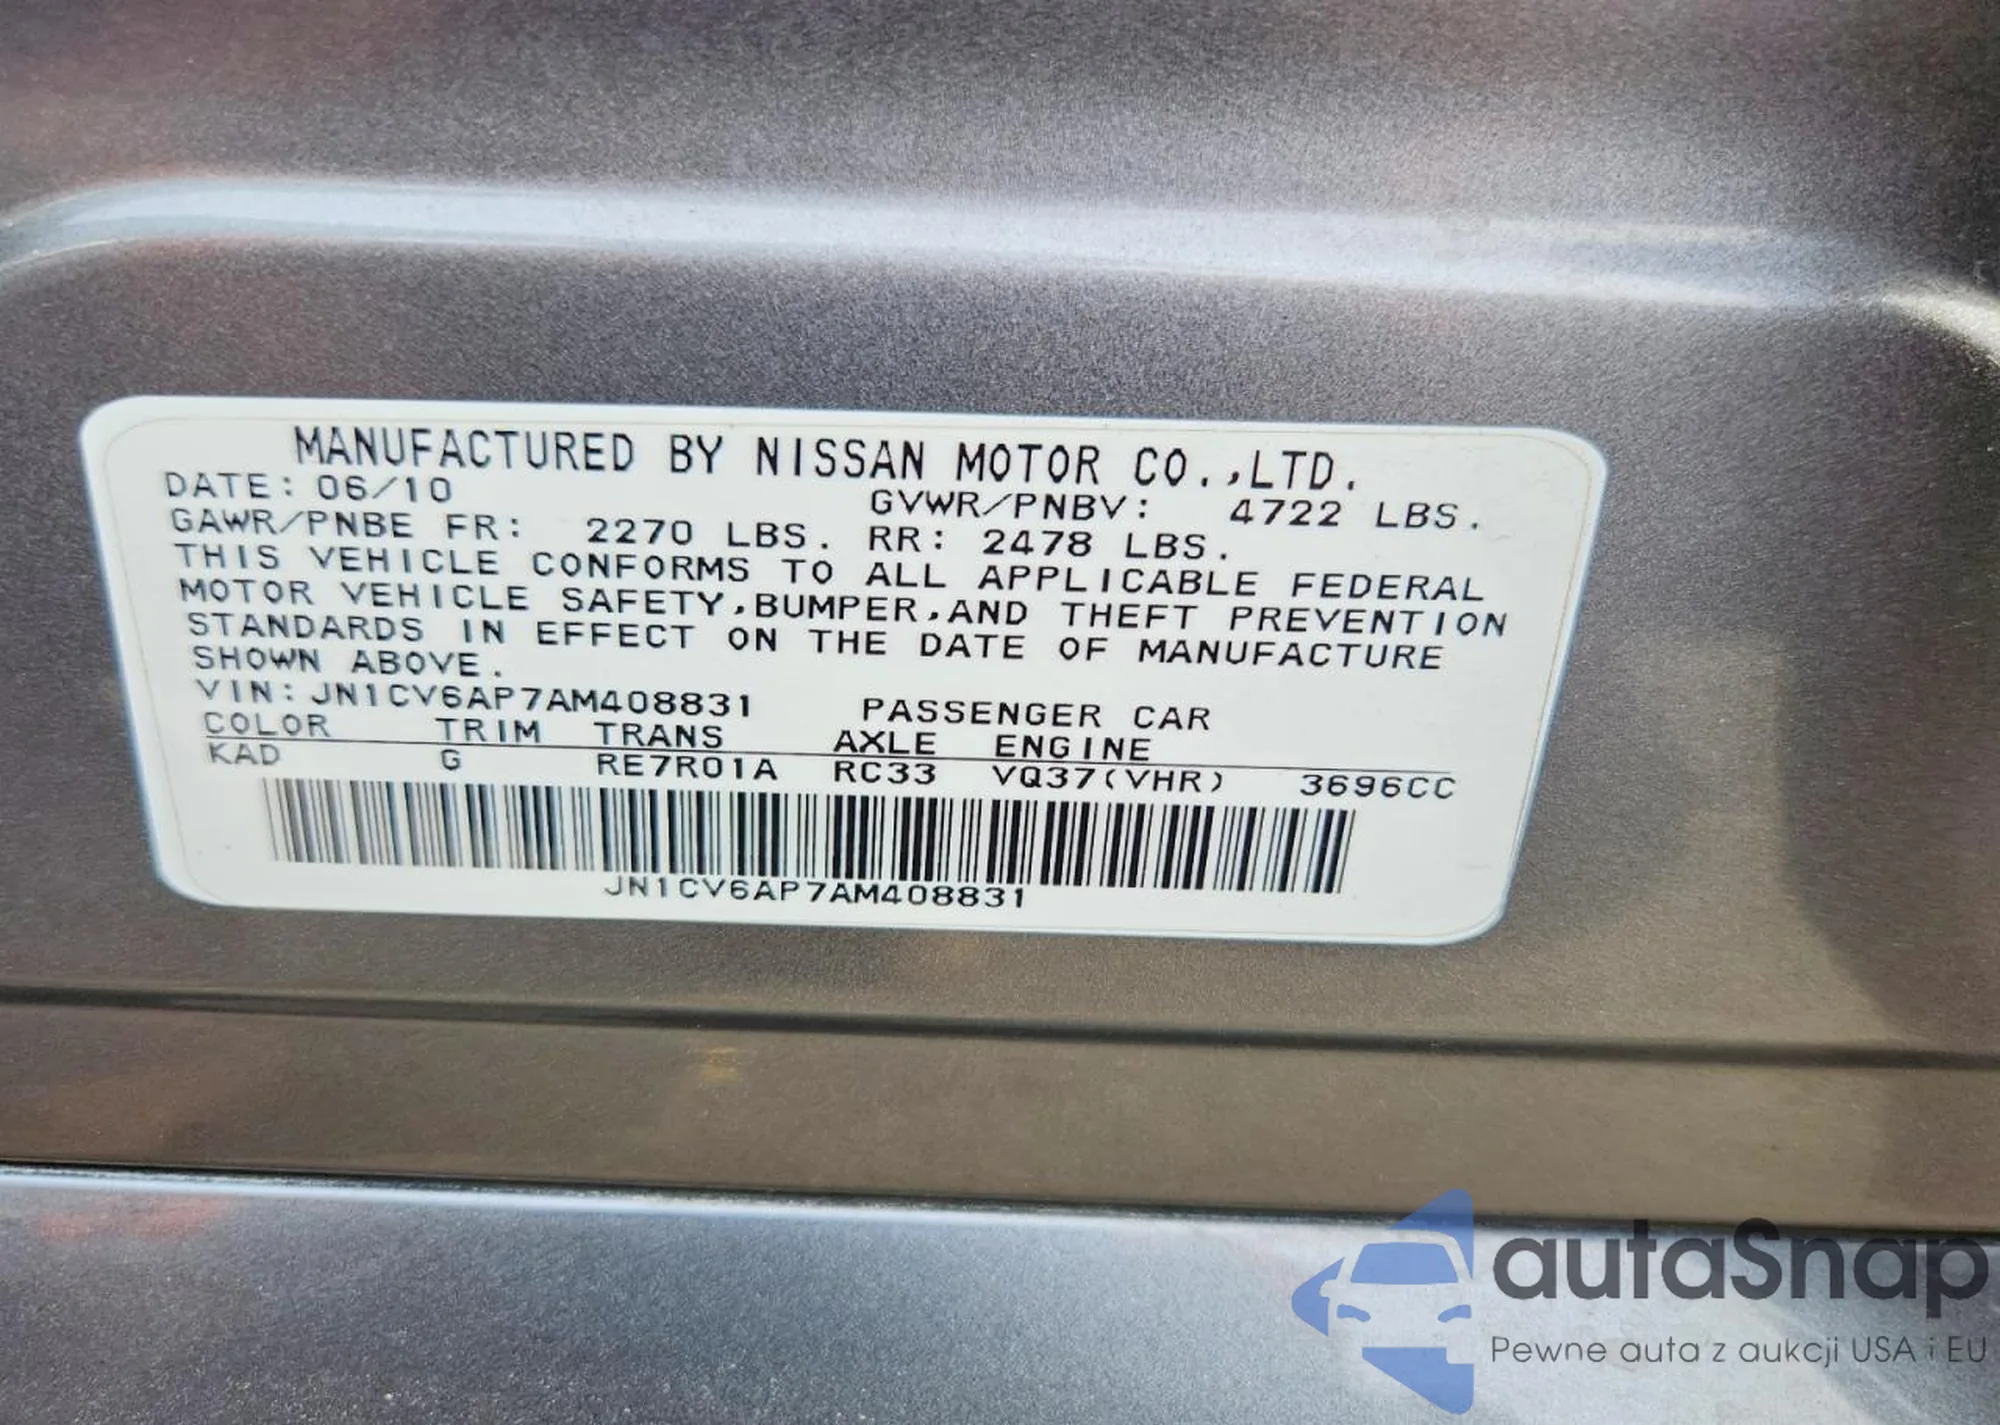 MANUFACTURED BY NISSAN MOTOR CO.,LTD.
DATE: 06/10 GVWR/PNBV: 4722 LBS.
GAWR/PNBE FR: 2270 LBS. RR: 2478 LBS.
THIS VEHICLE CONFORMS TO ALL APPLICABLE FEDERAL
MOTOR VEHICLE SAFETY,BUMPER,AND THEFT PREVENTION
STANDARDS IN EFFECT ON THE DATE OF MANUFACTURE
SHOWN ABOVE.
VIN: JN1CV6AP7AM408831 PASSENGER CAR
COLOR TRIM TRANS AXLE ENGINE
KAD G RE7R01A RC33 VQ37(VHR) 3696CC
JN1CV6AP7AM408831
autaSnap
Pewne auta z aukcji USA i EU